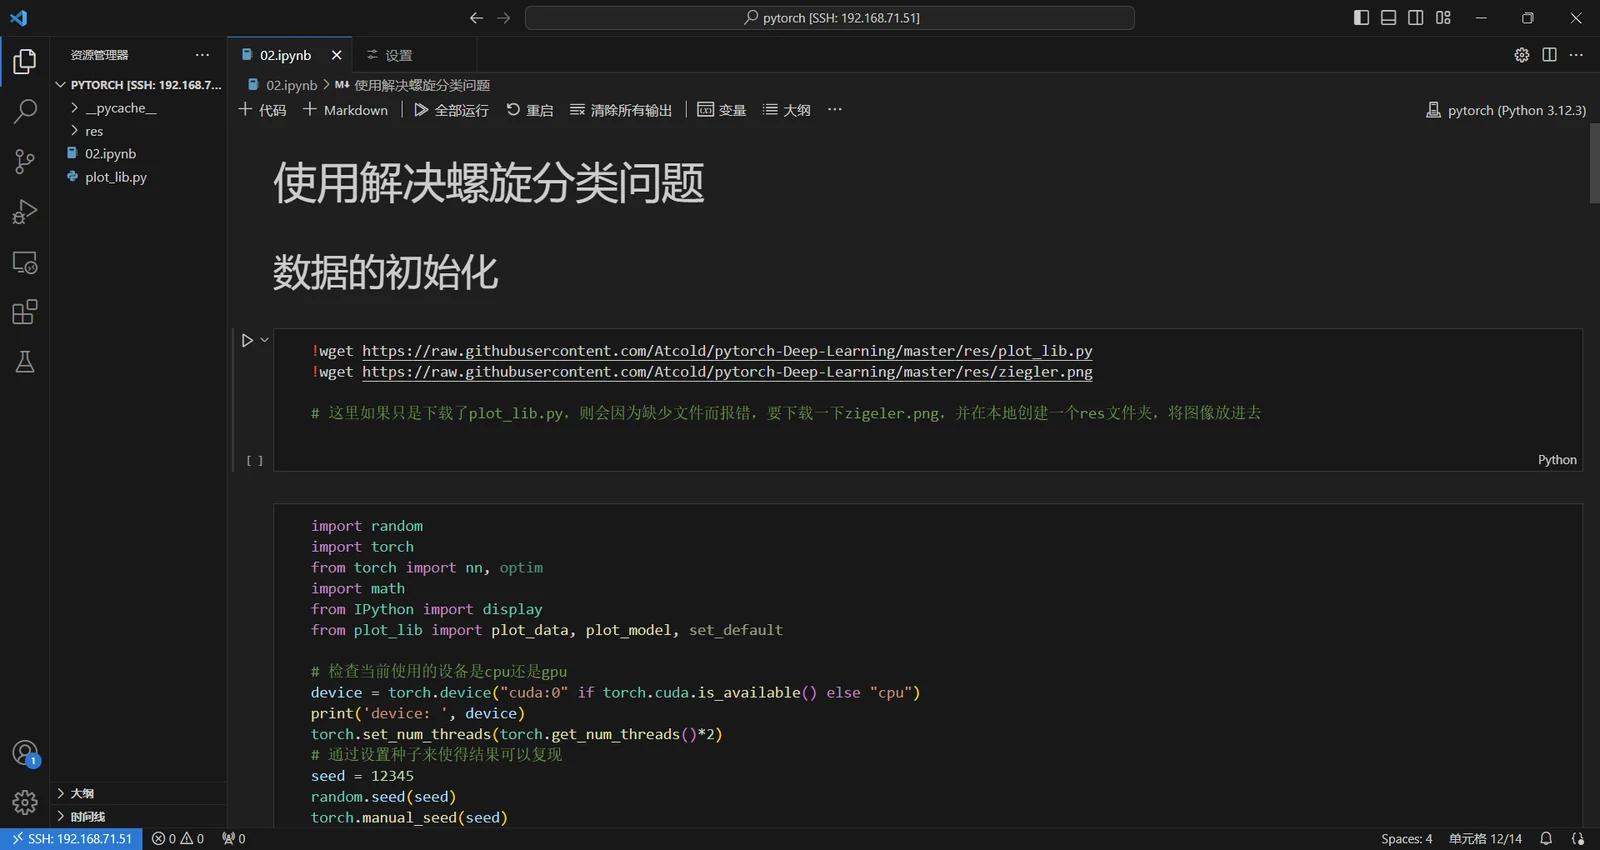 pytorch [SSH: 192.168.71.51]
资源管理器
02.ipynb
设置
PYTORCH [SSH: 192.168.7...
__pycache__
res
02.ipynb
plot_lib.py
02.ipynb > M↓ 使用解决螺旋分类问题
+ 代码 + Markdown 全部运行 重启 清除所有输出 变量 大纲 ...
pytorch (Python 3.12.3)
使用解决螺旋分类问题
数据的初始化
!wget https://raw.githubusercontent.com/Atcold/pytorch-Deep-Learning/master/res/plot_lib.py
!wget https://raw.githubusercontent.com/Atcold/pytorch-Deep-Learning/master/res/ziegler.png
# 这里如果只是下载了plot_lib.py，则会因为缺少文件而报错，要下载一下zigeler.png，并在本地创建一个res文件夹，将图像放进去
[ ]
Python
import random
import torch
from torch import nn, optim
import math
from IPython import display
from plot_lib import plot_data, plot_model, set_default
# 检查当前使用的设备是cpu还是gpu
device = torch.device("cuda:0" if torch.cuda.is_available() else "cpu")
print('device: ', device)
torch.set_num_threads(torch.get_num_threads()*2)
# 通过设置种子来使得结果可以复现
seed = 12345
random.seed(seed)
torch.manual_seed(seed)
1
大纲
时间线
SSH: 192.168.71.51
0 0
0
Spaces: 4
单元格 12/14